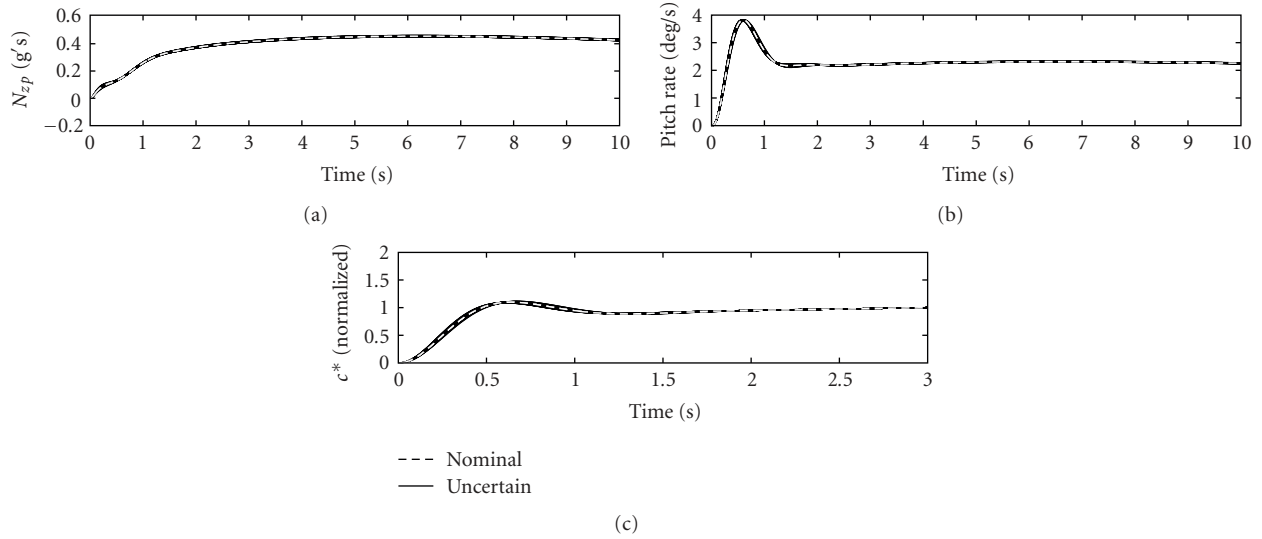 N_zp (g's)
0.6
0.4
0.2
0
−0.2
0 1 2 3 4 5 6 7 8 9 10
Time (s)
(a)
Pitch rate (deg/s)
4
3
2
1
0
0 1 2 3 4 5 6 7 8 9 10
Time (s)
(b)
c* (normalized)
2
1.5
1
0.5
0
0 0.5 1 1.5 2 2.5 3
Time (s)
Nominal
Uncertain
(c)